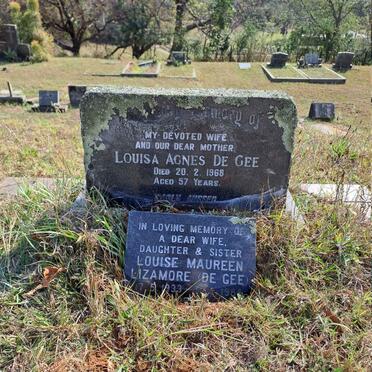 of
MY DEVOTED WIFE
AND OUR DEAR MOTHER
LOUISA AGNES DE GEE
DIED 20. 2. 1968
AGED 57 YEARS.
IN LOVING MEMORY OF
A DEAR WIFE,
DAUGHTER & SISTER
LOUISE MAUREEN
LIZAMORE (DE GEE)